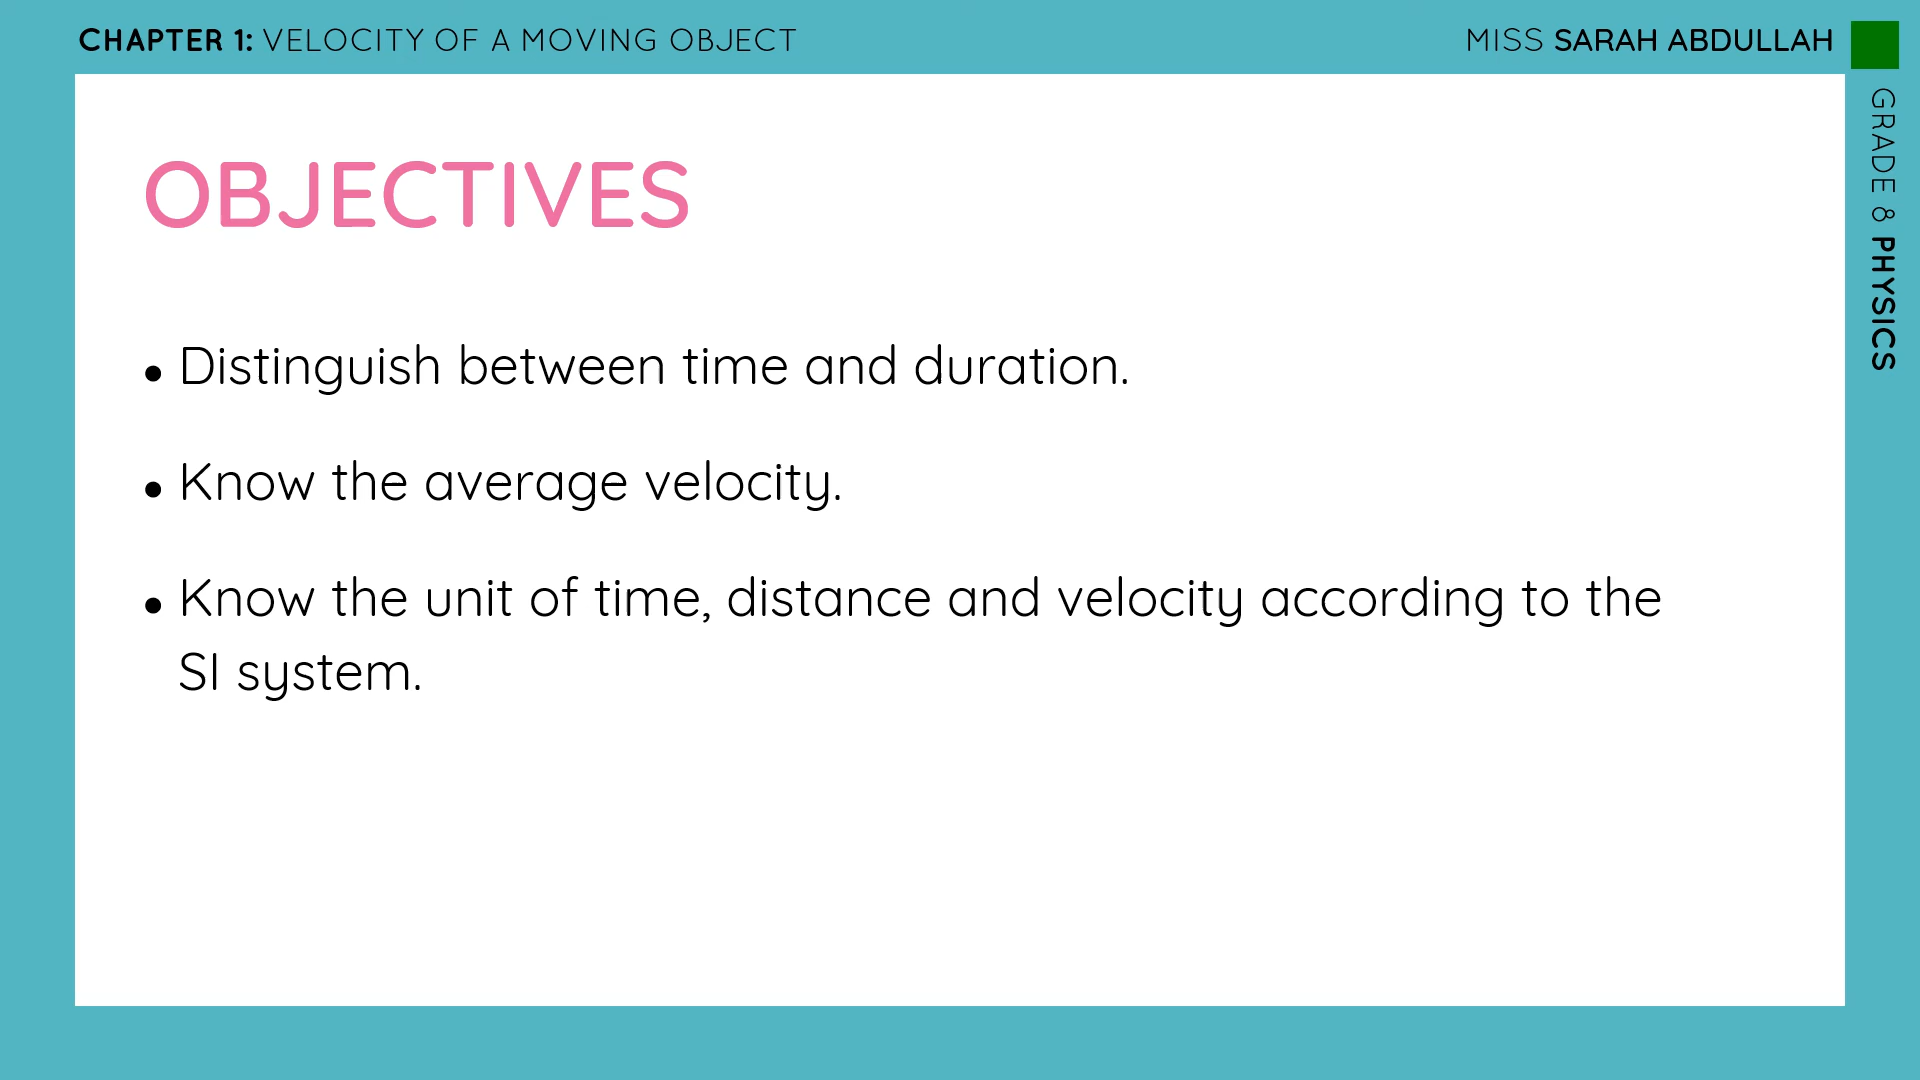 CHAPTER 1: VELOCITY OF A MOVING OBJECT
MISS SARAH ABDULLAH
GRADE 8 PHYSICS
OBJECTIVES
• Distinguish between time and duration.
• Know the average velocity.
• Know the unit of time, distance and velocity according to the
SI system.